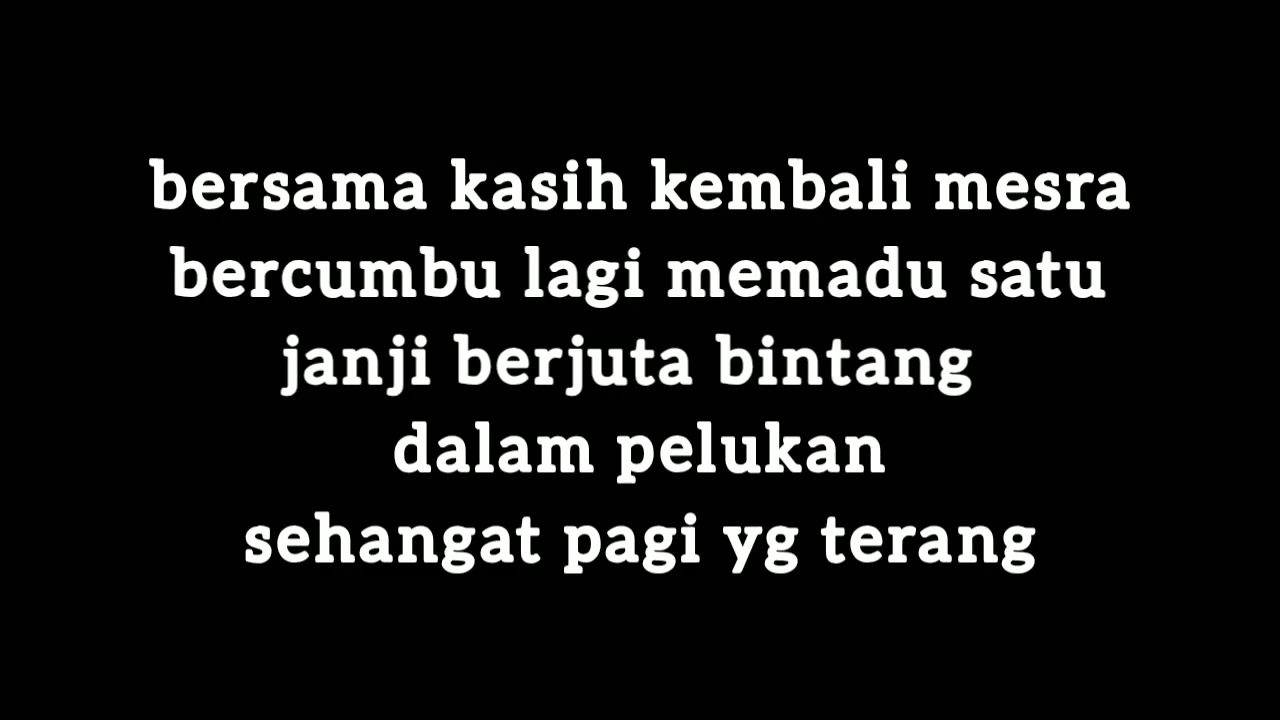 bersama kasih kembali mesra
bercumbu lagi memadu satu
janji berjuta bintang
dalam pelukan
sehangat pagi yg terang